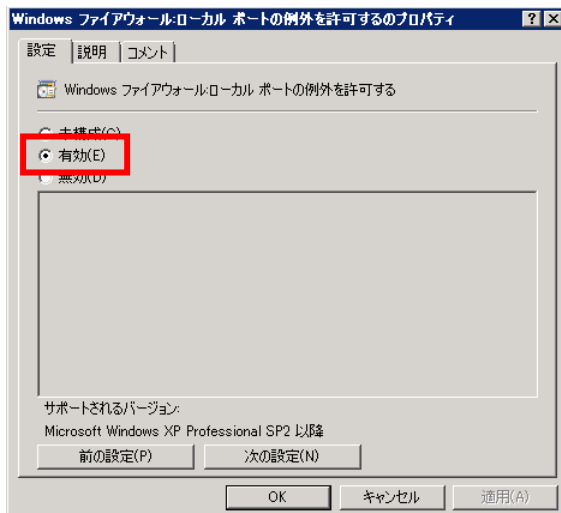 Windows ファイアウォール:ローカル ポートの例外を許可するのプロパティ
設定 説明 コメント
Windows ファイアウォール:ローカル ポートの例外を許可する
未構成(C)
有効(E)
無効(D)
サポートされるバージョン:
Microsoft Windows XP Professional SP2 以降
前の設定(P) 次の設定(N)
OK キャンセル 適用(A)